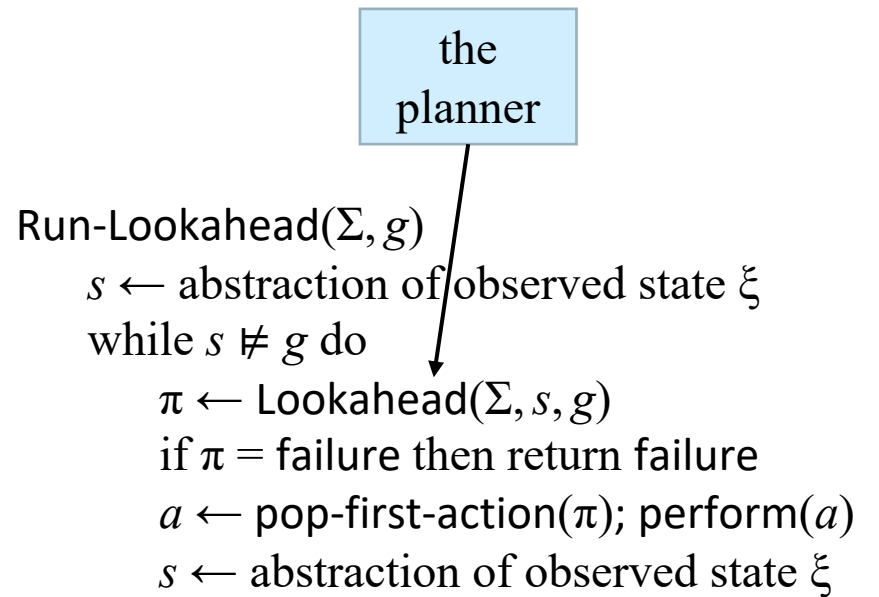 the
planner
Run-Lookahead(Σ, g)
s ← abstraction of observed state ξ
while s ⊭ g do
π ← Lookahead(Σ, s, g)
if π = failure then return failure
a ← pop-first-action(π); perform(a)
s ← abstraction of observed state ξ